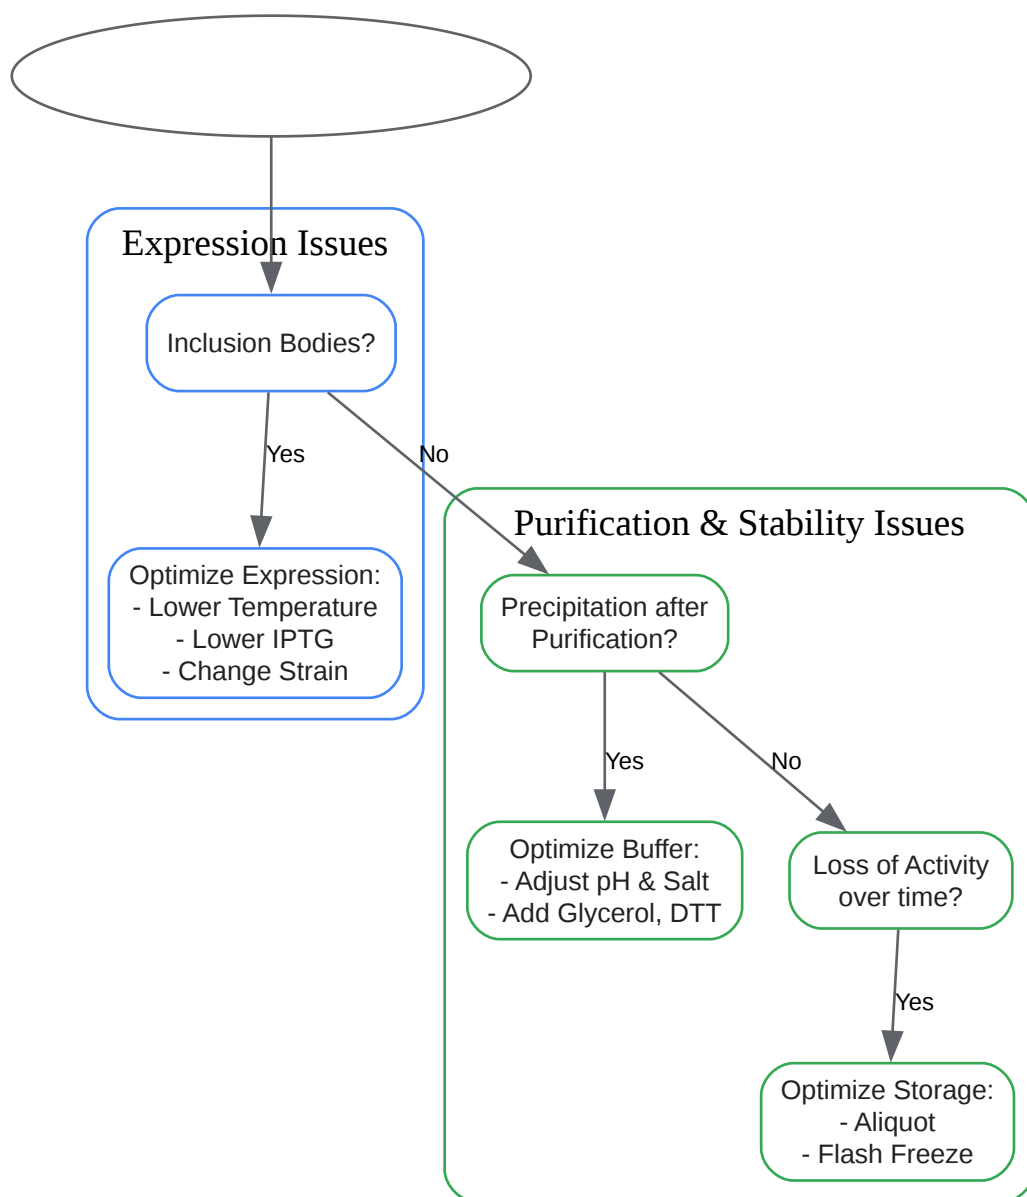 Expression Issues
Inclusion Bodies?
Yes
No
Optimize Expression:
- Lower Temperature
- Lower IPTG
- Change Strain
Purification & Stability Issues
Precipitation after
Purification?
Yes
No
Optimize Buffer:
- Adjust pH & Salt
- Add Glycerol, DTT
Loss of Activity
over time?
Yes
Optimize Storage:
- Aliquot
- Flash Freeze